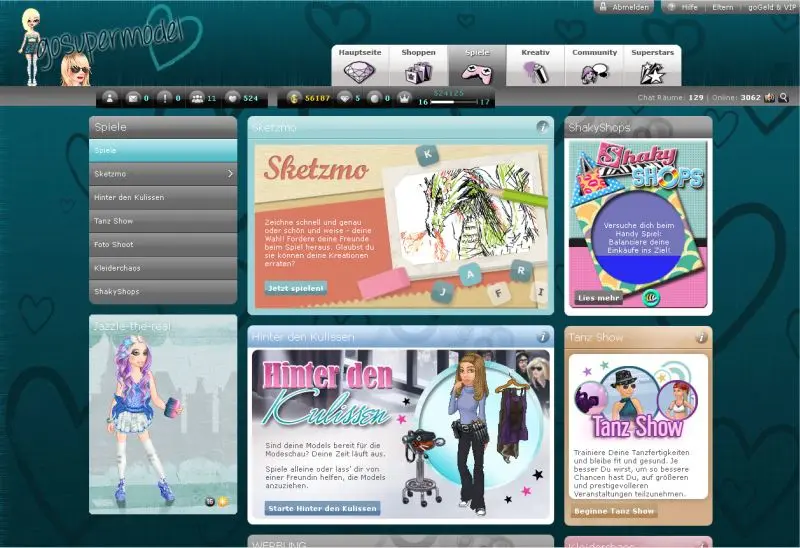 Abmelden
Hilfe | Eltern | goGeld & VIP
gosupermodel
Hauptseite
Shoppen
Spiele
Kreativ
Community
Superstars
0
0
11
524
56187
5
0
524125
16
17
Chat Räume: 129 | Online: 3062
Spiele
Spiele
Sketzmo
Hinter den Kulissen
Tanz Show
Foto Shoot
Kleiderchaos
ShakyShops
Jazzle-the-real
16
Sketzmo
Sketzmo
K
Zeichne schnell und genau
oder schön und weise - deine
Wahl! Fordere deine Freunde
beim Spiel heraus. Glaubst du
sie können deine Kreationen
erraten?
Jetzt spielen!
J
A
F
R
I
ShakyShops
Shaky
SHOPS
Versuche dich beim
Handy Spiel:
Balanciere deine
Einkäufe ins Ziel!
Lies mehr
Hinter den Kulissen
Hinter den
Kulissen
Sind deine Models bereit für die
Modeschau? Deine Zeit läuft aus.
Spiele alleine oder lass' dir von
einer Freundin helfen, die Models
anzuziehen.
Starte Hinter den Kulissen
Tanz Show
Tanz Show
Trainiere Deine Tanzfertigkeiten
und bleibe fit und gesund. Je
besser Du wirst, um so bessere
Chancen hast Du, auf größeren
und prestigevolleren
Veranstaltungen teilzunehmen.
Beginne Tanz Show
WERBUNG
Kleiderchaos